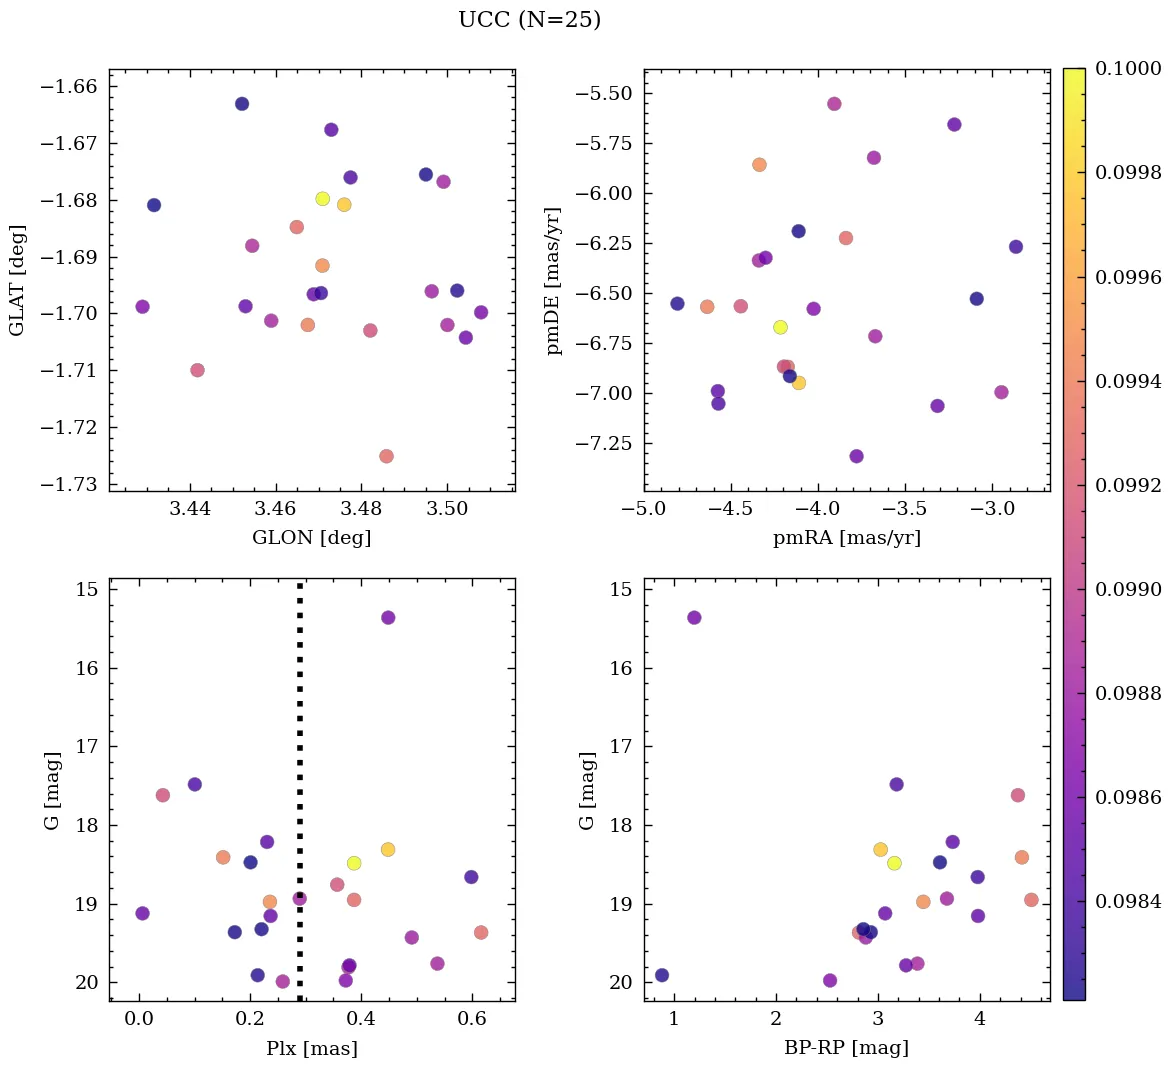 UCC (N=25)
−1.66
−1.67
−1.68
−1.69
−1.70
−1.71
−1.72
−1.73
GLAT [deg]
3.44 3.46 3.48 3.50
GLON [deg]
−5.50
−5.75
−6.00
−6.25
−6.50
−6.75
−7.00
−7.25
pmDE [mas/yr]
−5.0 −4.5 −4.0 −3.5 −3.0
pmRA [mas/yr]
15
16
17
18
19
20
G [mag]
0.0 0.2 0.4 0.6
Plx [mas]
15
16
17
18
19
20
G [mag]
1 2 3 4
BP-RP [mag]
0.1000
0.0998
0.0996
0.0994
0.0992
0.0990
0.0988
0.0986
0.0984